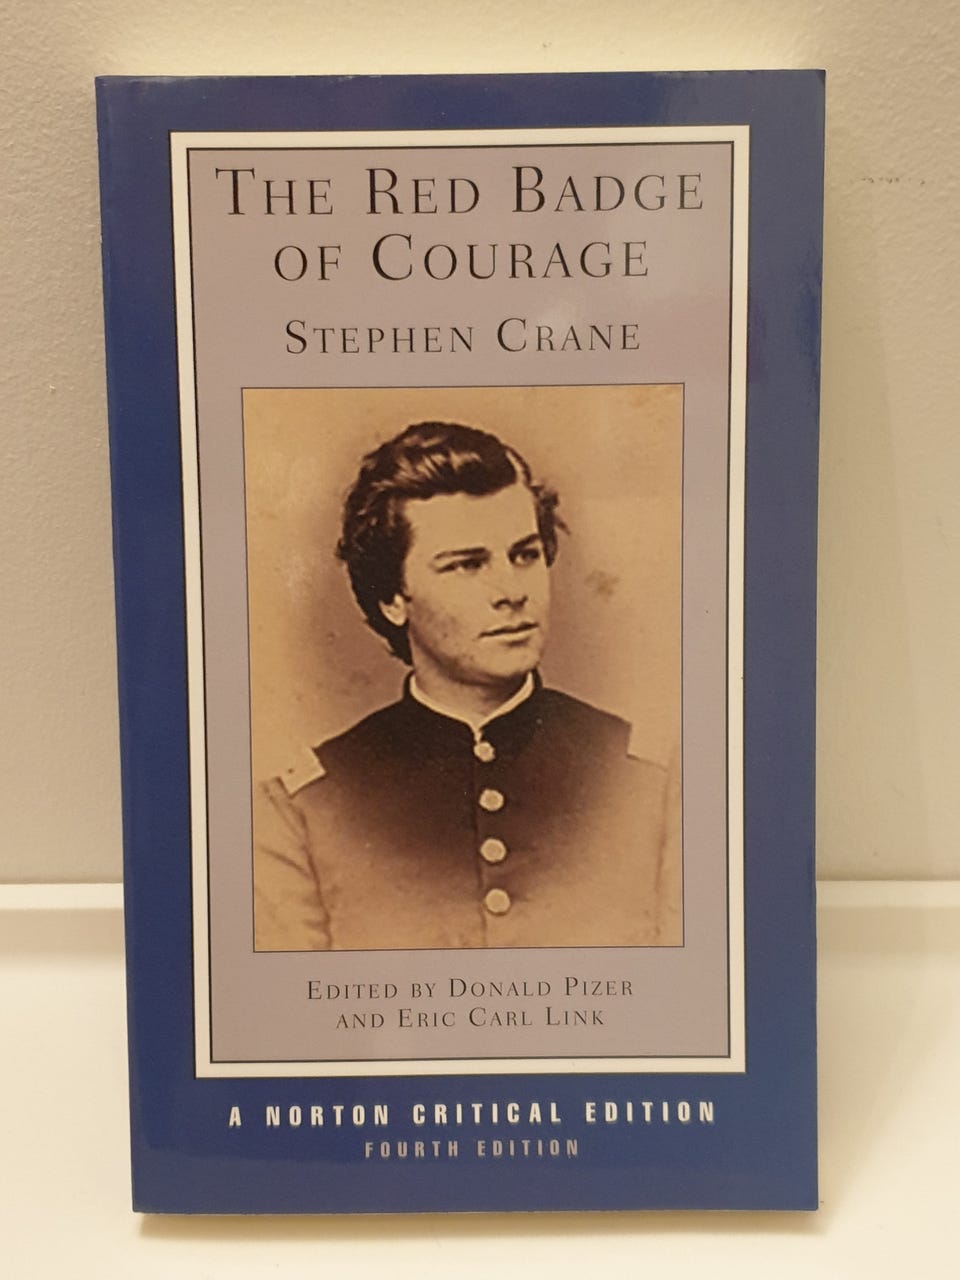 THE RED BADGE
OF COURAGE
STEPHEN CRANE
EDITED BY DONALD PIZER
AND ERIC CARL LINK
A NORTON CRITICAL EDITION
FOURTH EDITION